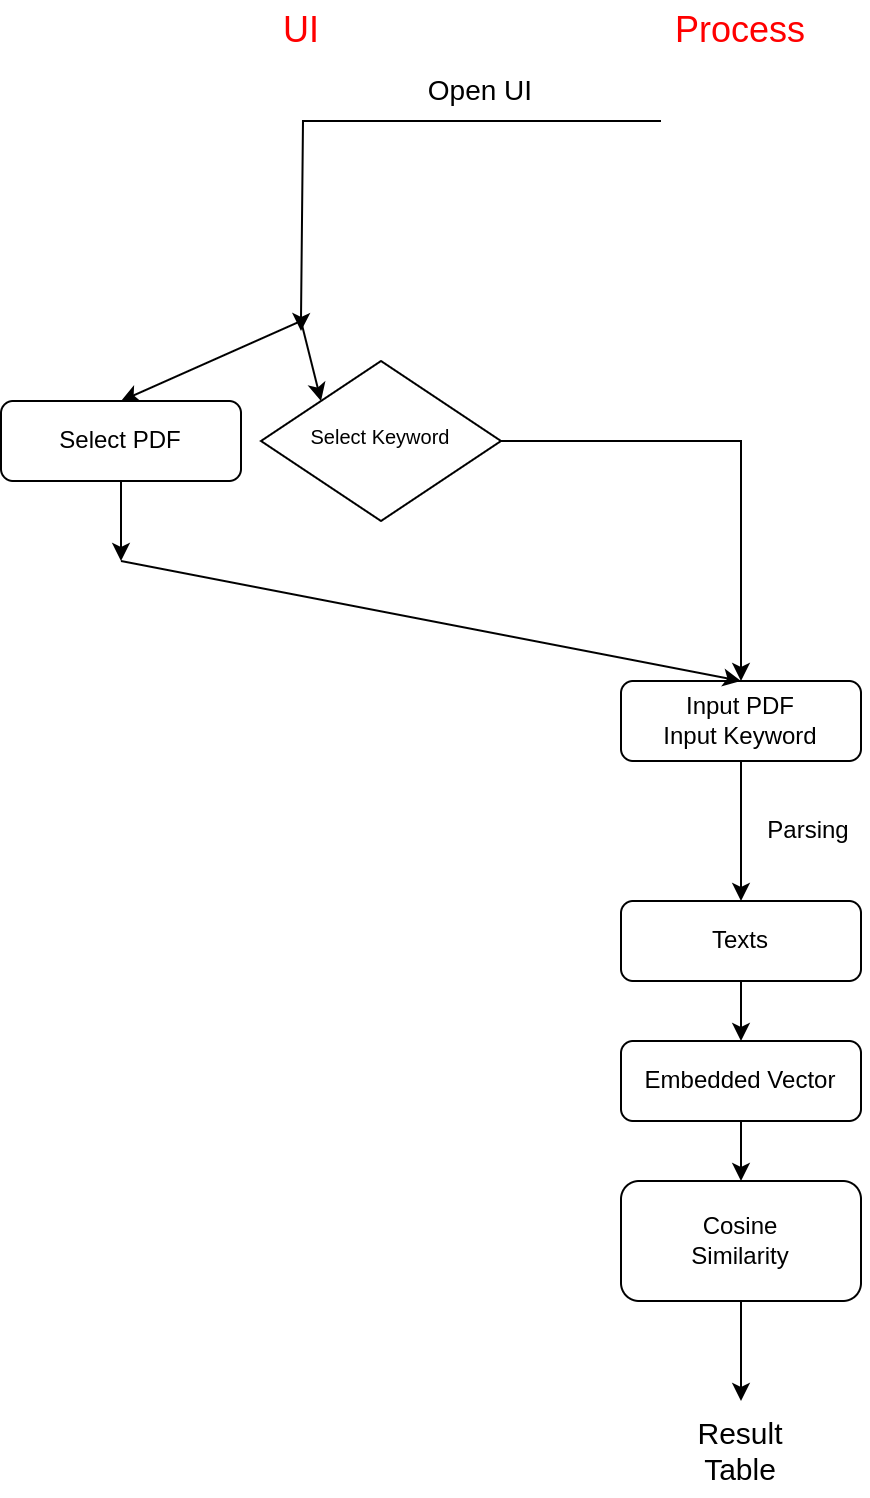 UI
Process
Open UI
Select PDF
Select Keyword
Input PDF
Input Keyword
Parsing
Texts
Embedded Vector
Cosine
Similarity
Result
Table